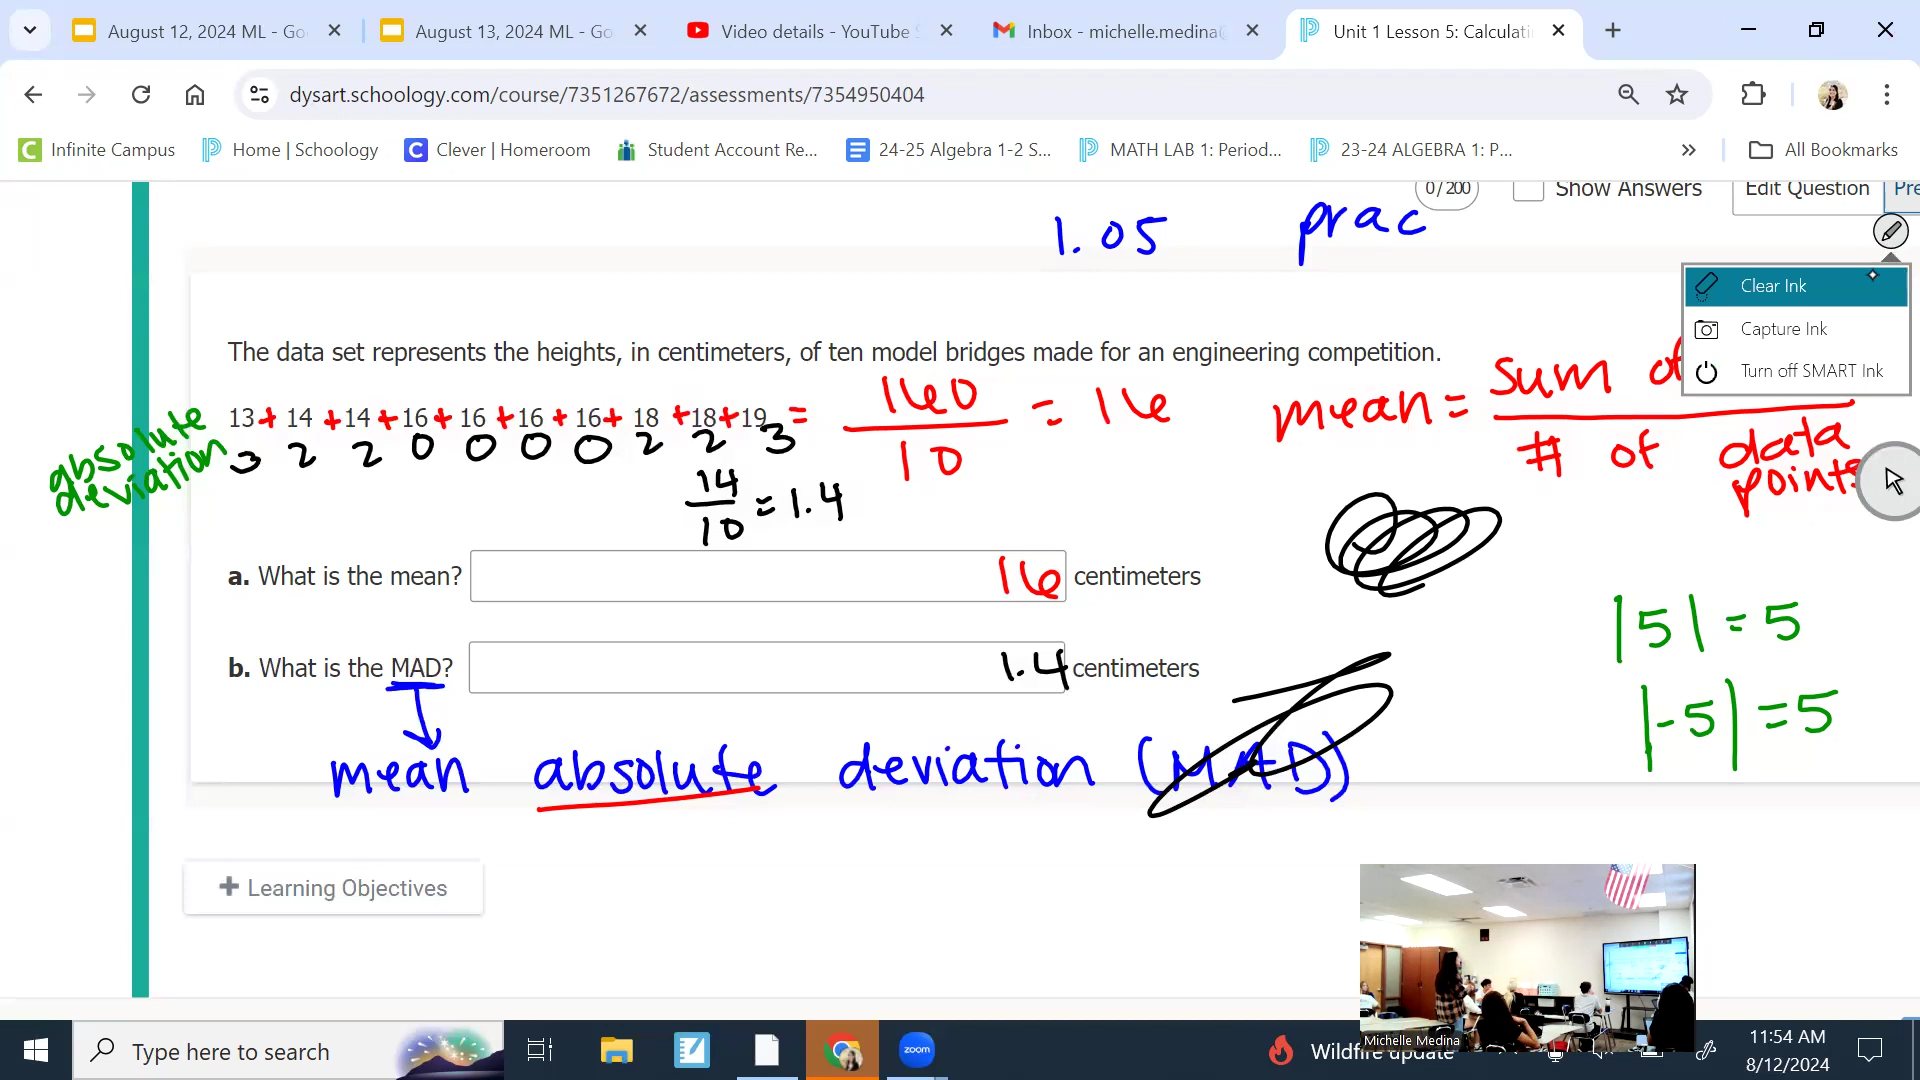 August 12, 2024 ML - Go
August 13, 2024 ML - Go
Video details - YouTube S
Inbox - michelle.medina@
Unit 1 Lesson 5: Calculati
dysart.schoology.com/course/7351267672/assessments/7354950404
Infinite Campus
Home | Schoology
Clever | Homeroom
Student Account Re...
24-25 Algebra 1-2 S...
MATH LAB 1: Period...
23-24 ALGEBRA 1: P...
All Bookmarks
0/200
Show Answers
Edit Question
Pre
1.05 prac
Clear Ink
Capture Ink
Turn off SMART Ink
The data set represents the heights, in centimeters, of ten model bridges made for an engineering competition.
13 + 14 + 14 + 16 + 16 + 16 + 16 + 18 + 18 + 19 = 160/10 = 16
mean = sum of / # of data points
absolute deviation
3 2 2 0 0 0 0 2 2 3
14/10 = 1.4
a. What is the mean? 16 centimeters
|5| = 5
b. What is the MAD? 1.4 centimeters
|-5| = 5
mean absolute deviation (MAD)
+ Learning Objectives
Michelle Medina
Type here to search
zoom
Wildfire update
11:54 AM
8/12/2024